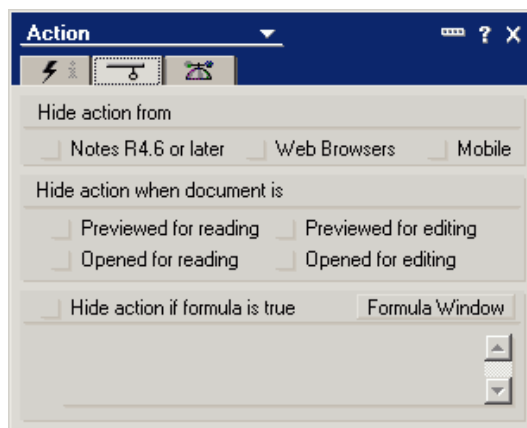 Action ?
Hide action from
Notes R4.6 or later Web Browsers Mobile
Hide action when document is
Previewed for reading Previewed for editing
Opened for reading Opened for editing
Hide action if formula is true Formula Window